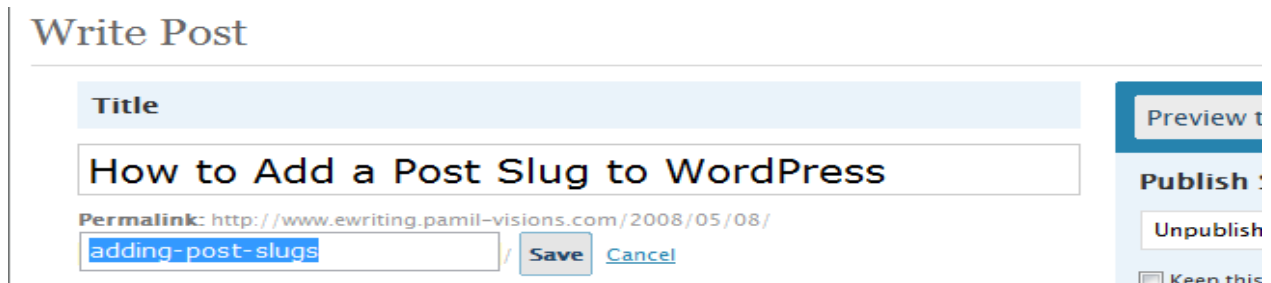 Write Post
Title
Preview t
How to Add a Post Slug to WordPress
Publish
Permalink: http://www.ewriting.pamil-visions.com/2008/05/08/
Unpublish
adding-post-slugs / Save Cancel
Keep this